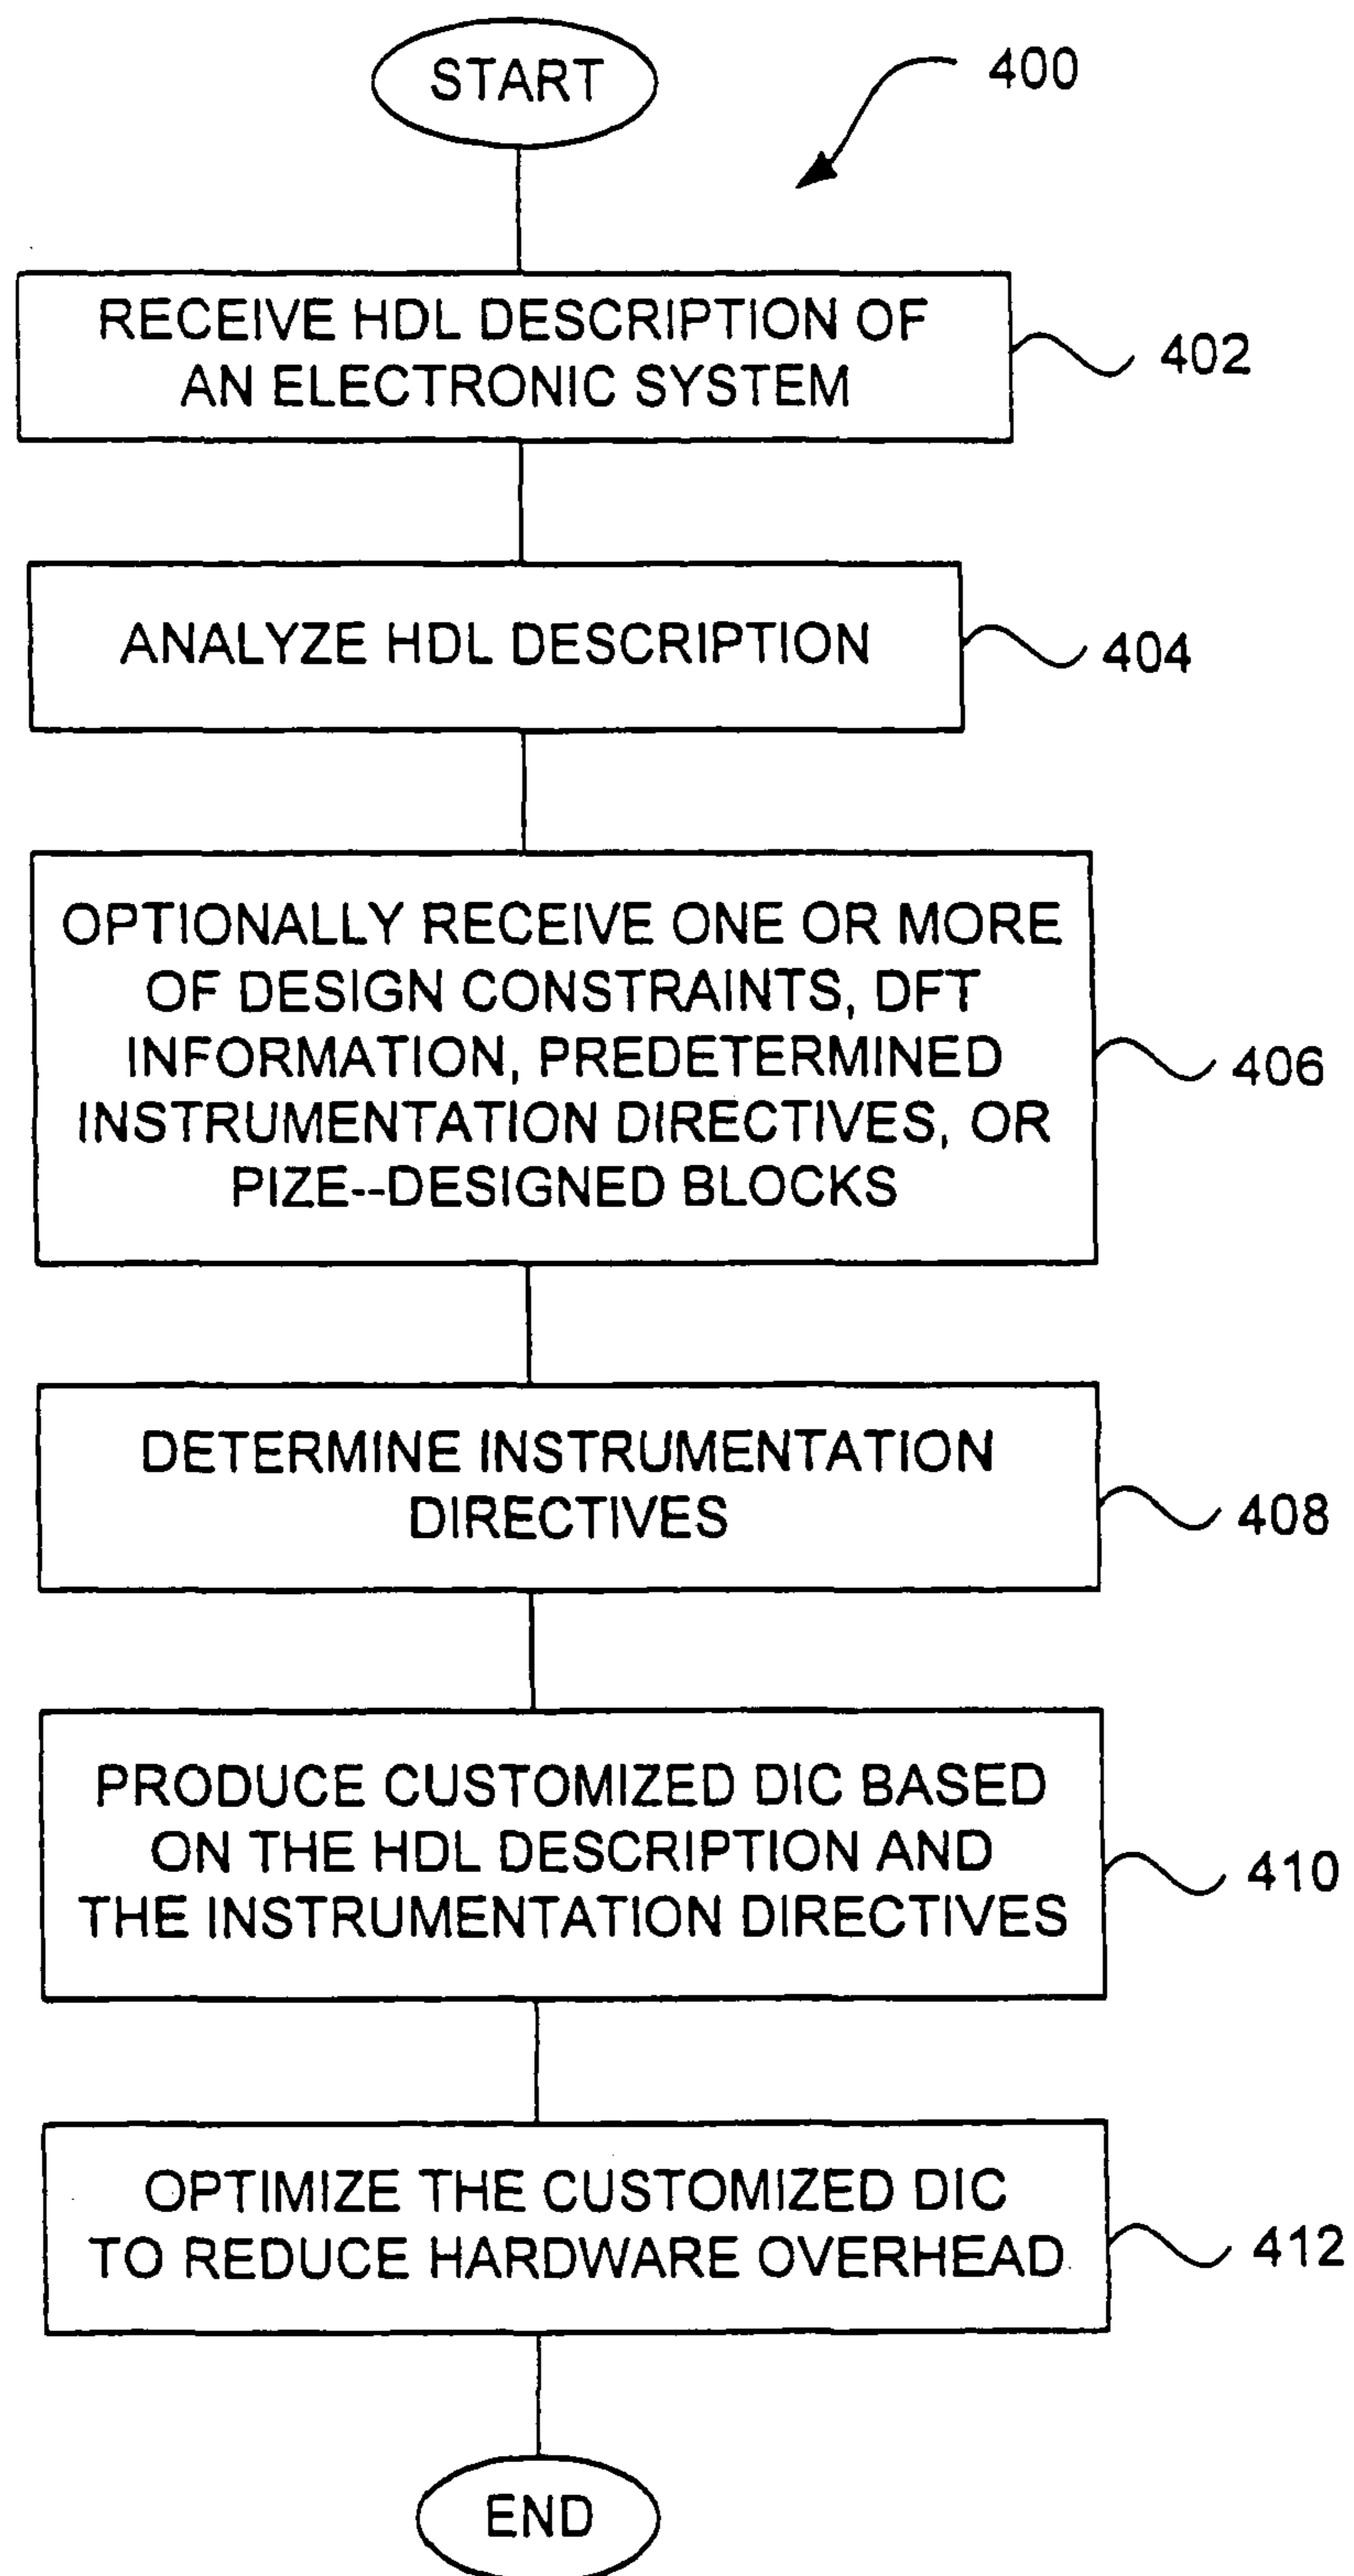 START
400
RECEIVE HDL DESCRIPTION OF
AN ELECTRONIC SYSTEM
402
ANALYZE HDL DESCRIPTION
404
OPTIONALLY RECEIVE ONE OR MORE
OF DESIGN CONSTRAINTS, DFT
INFORMATION, PREDETERMINED
INSTRUMENTATION DIRECTIVES, OR
PIZE--DESIGNED BLOCKS
406
DETERMINE INSTRUMENTATION
DIRECTIVES
408
PRODUCE CUSTOMIZED DIC BASED
ON THE HDL DESCRIPTION AND
THE INSTRUMENTATION DIRECTIVES
410
OPTIMIZE THE CUSTOMIZED DIC
TO REDUCE HARDWARE OVERHEAD
412
END